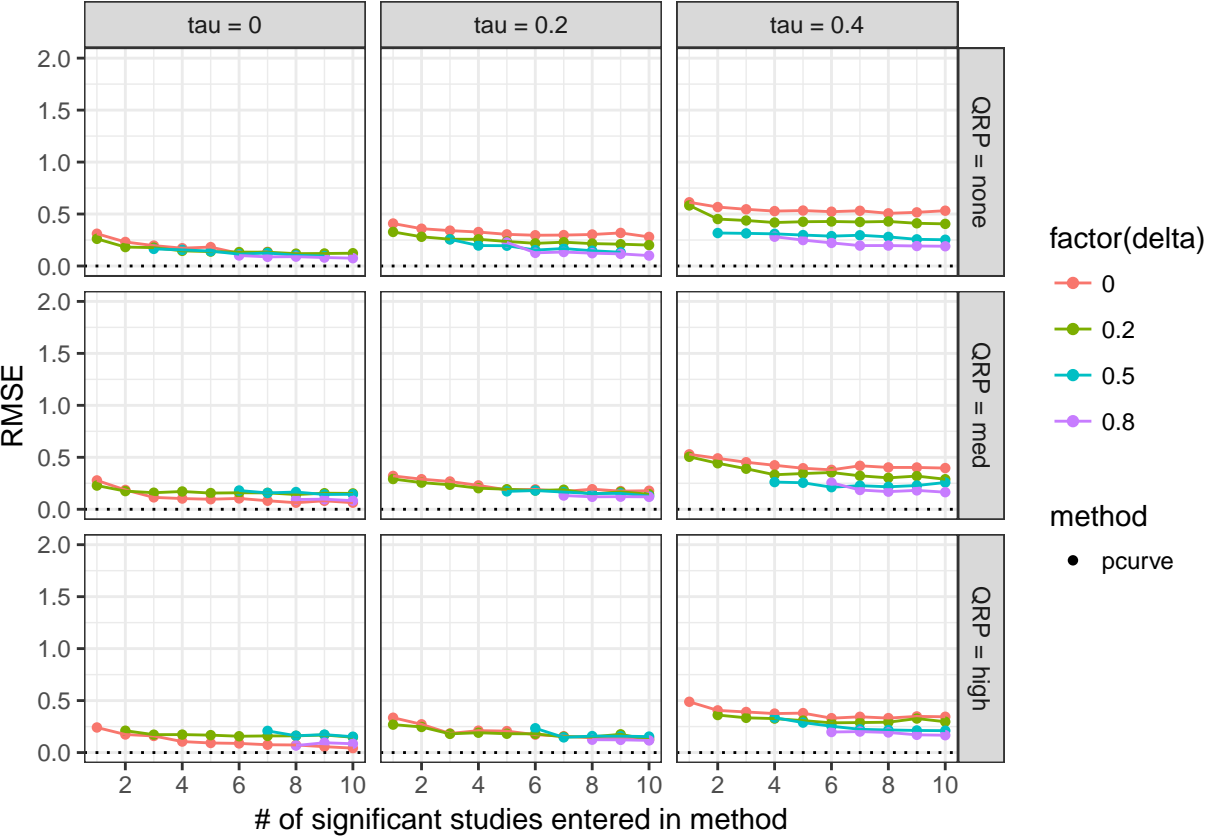 tau = 0
tau = 0.2
tau = 0.4
2.0
1.5
1.0
0.5
0.0
QRP = none
2.0
1.5
1.0
0.5
0.0
QRP = med
2.0
1.5
1.0
0.5
0.0
QRP = high
RMSE
2 4 6 8 10
2 4 6 8 10
2 4 6 8 10
# of significant studies entered in method
factor(delta)
0
0.2
0.5
0.8
method
pcurve